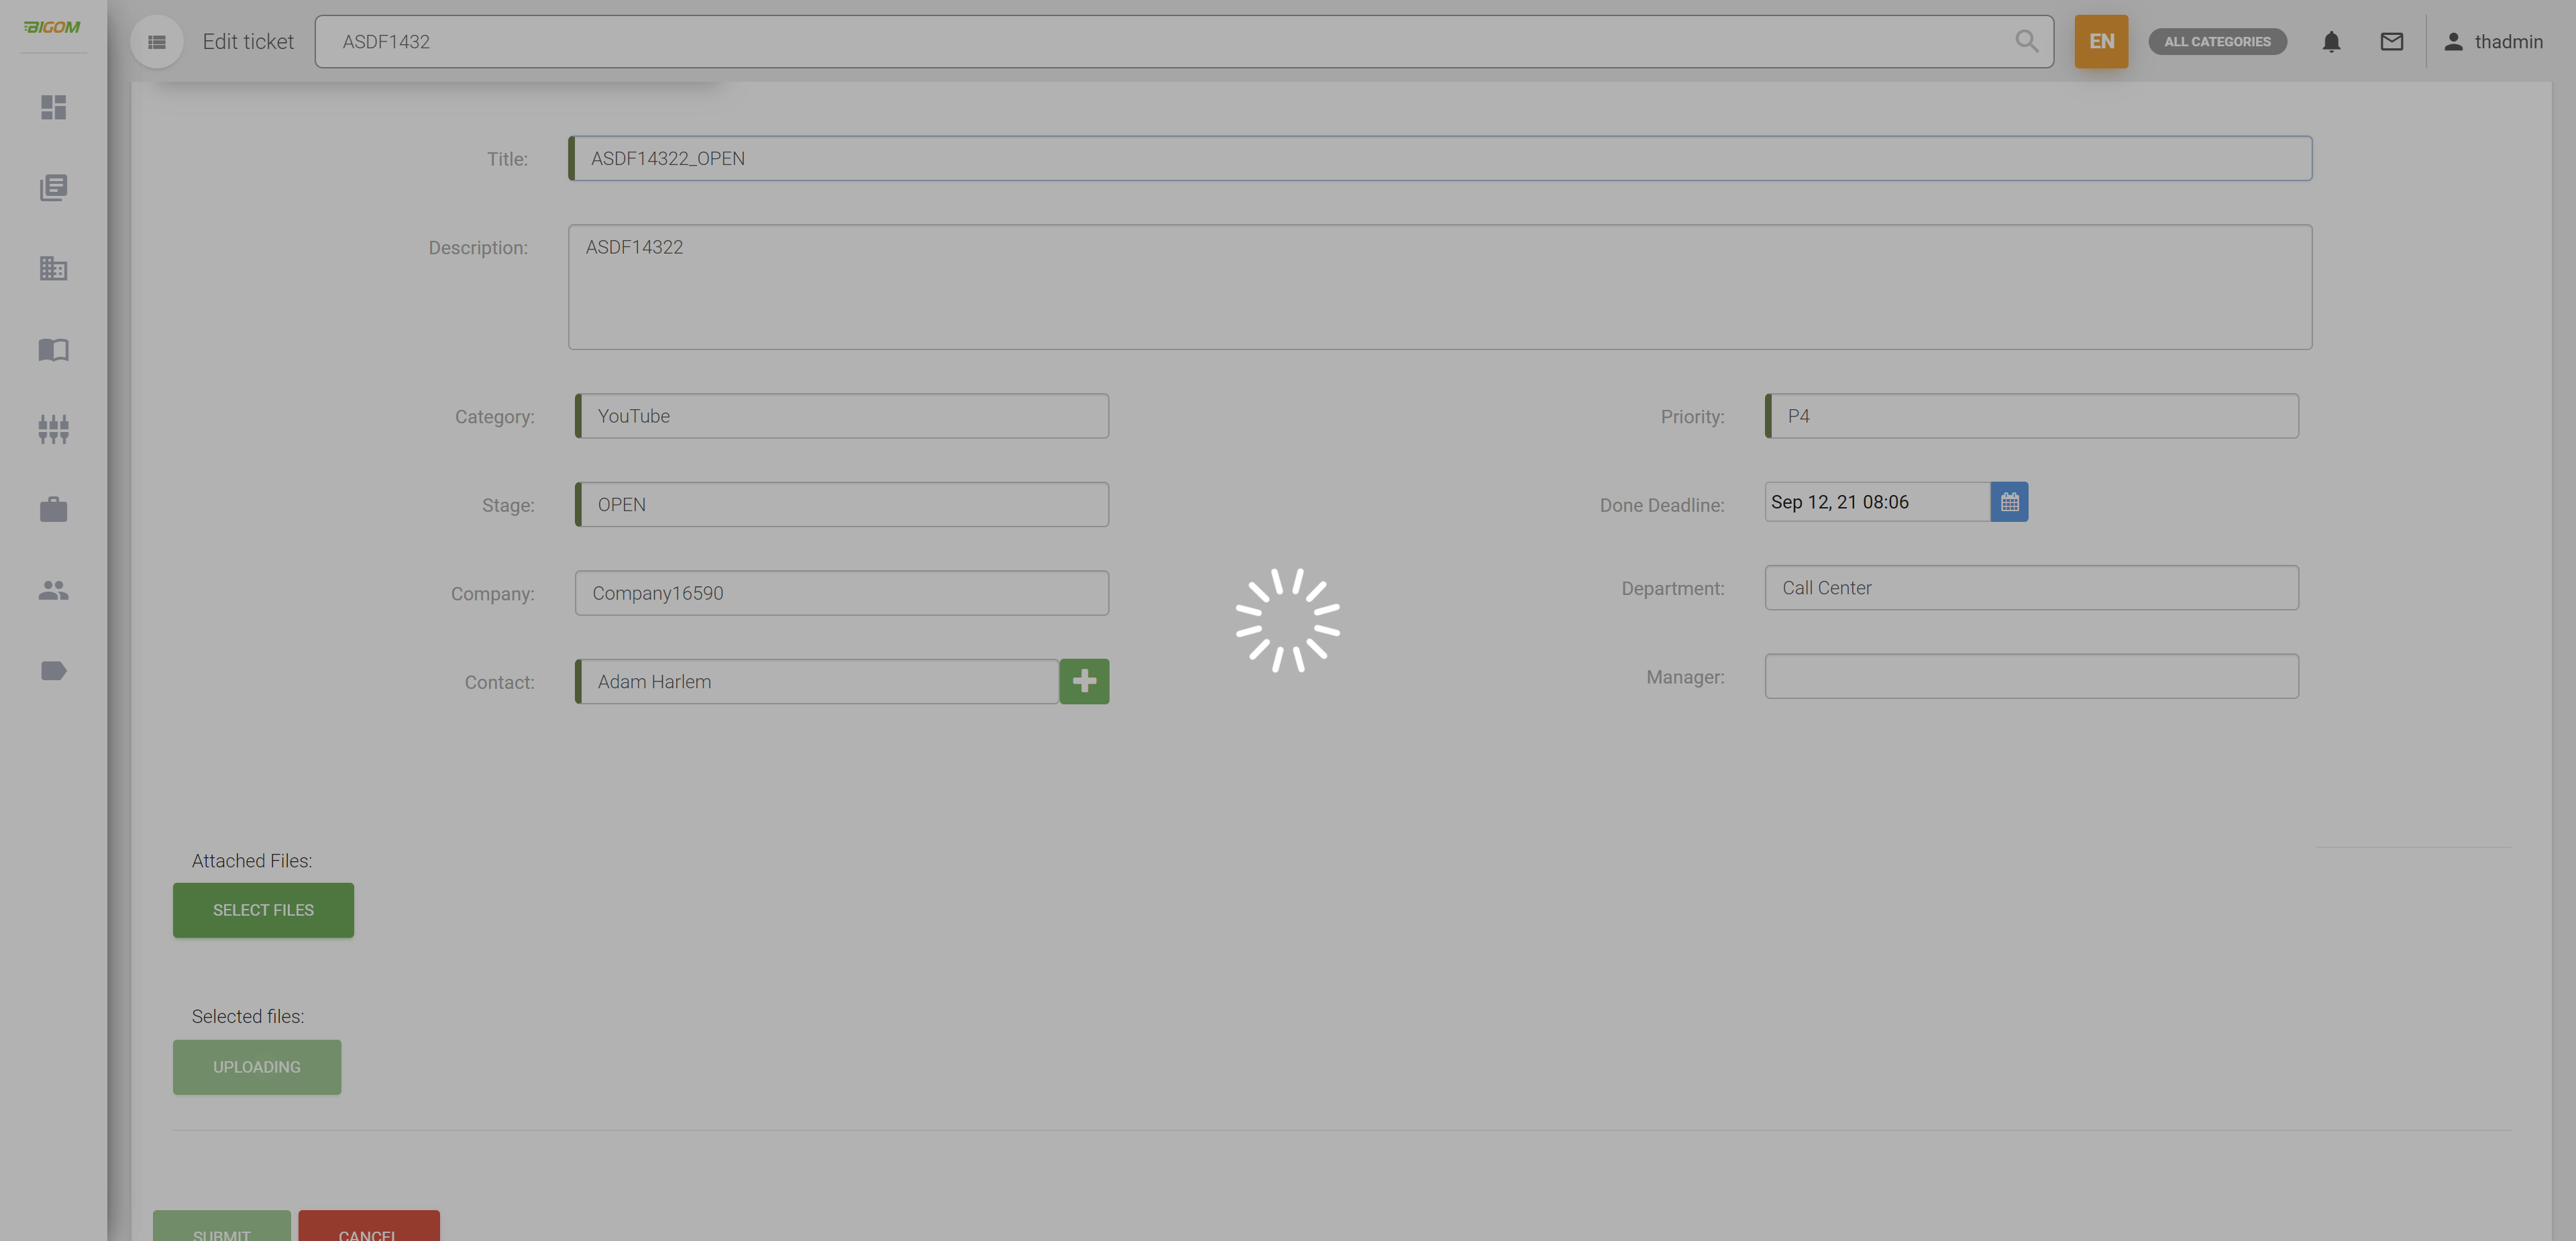 BIGOM
Edit ticket
ASDF1432
EN
ALL CATEGORIES
thadmin
Title:
ASDF14322_OPEN
Description:
ASDF14322
Category:
YouTube
Priority:
P4
Stage:
OPEN
Done Deadline:
Sep 12, 21 08:06
Company:
Company16590
Department:
Call Center
Contact:
Adam Harlem
Manager:
Attached Files:
SELECT FILES
Selected files:
UPLOADING
SUBMIT
CANCEL